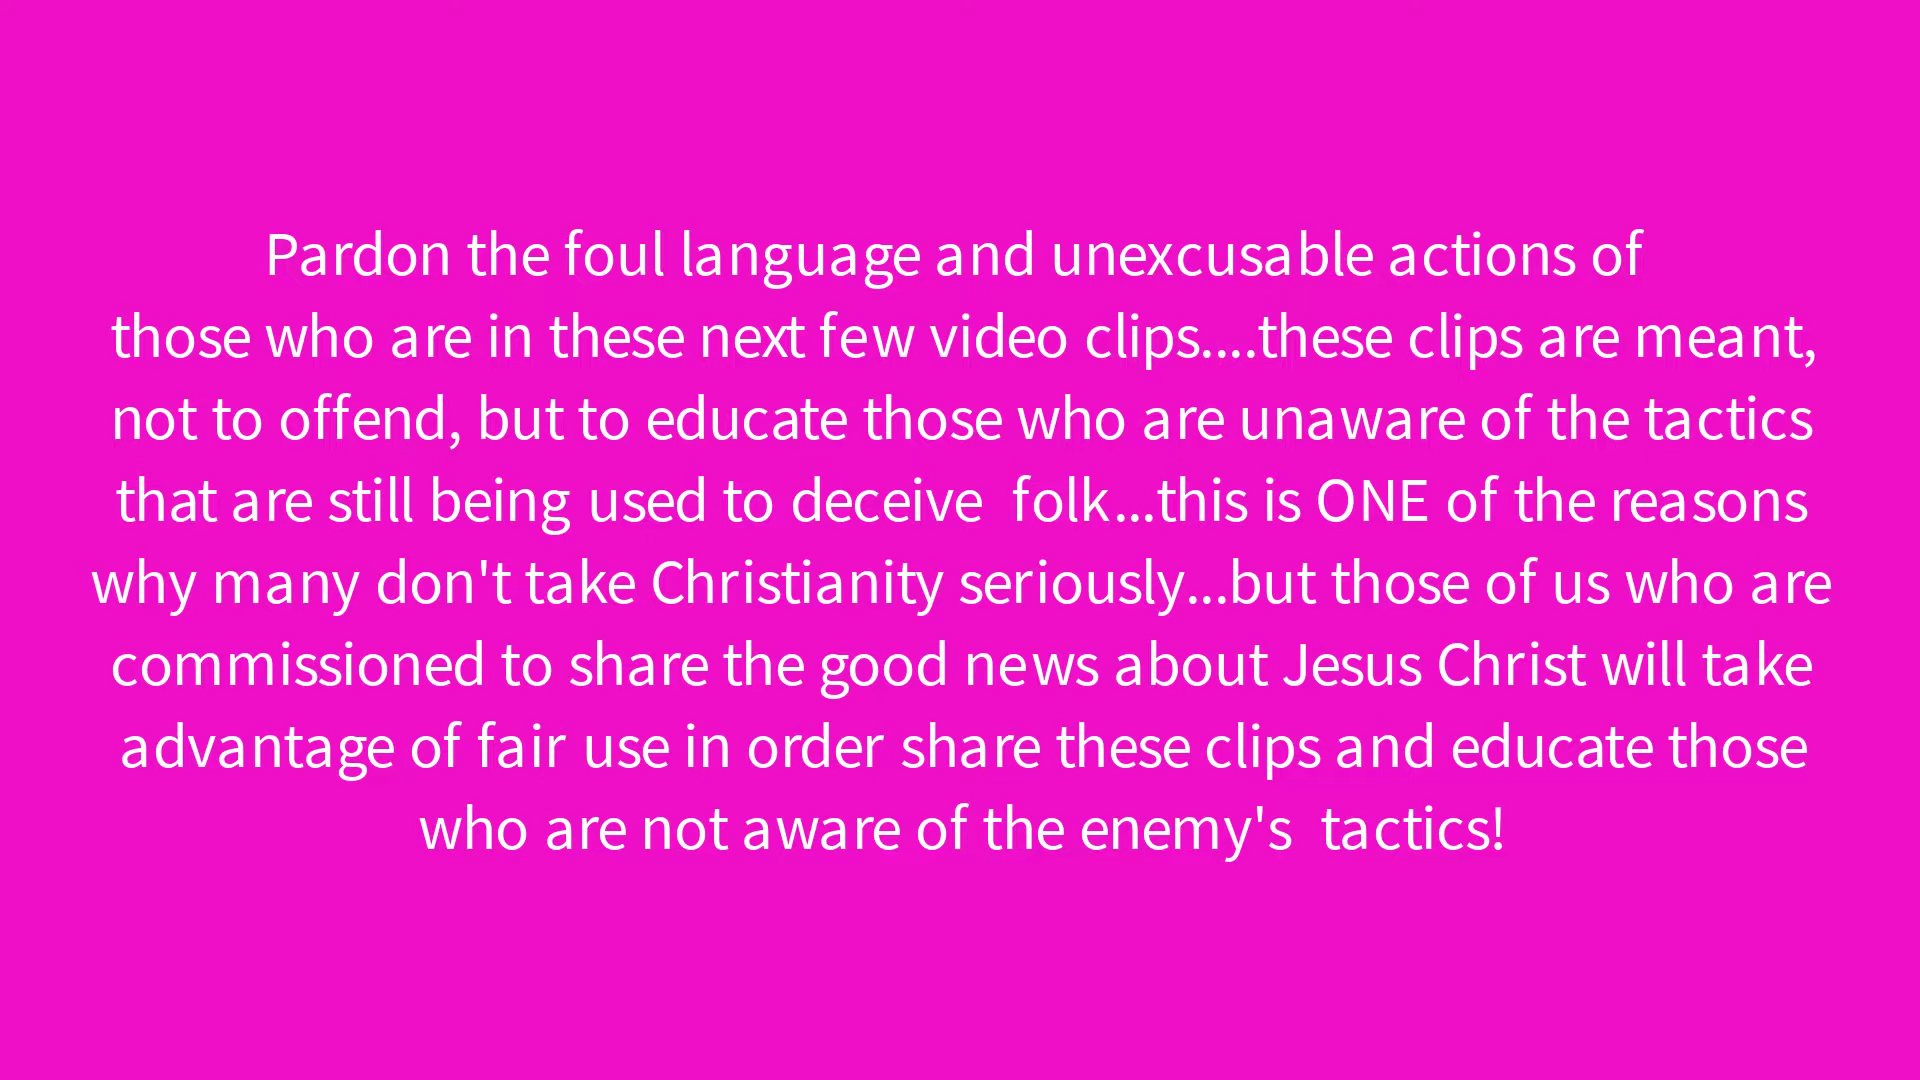 Pardon the foul language and unexcusable actions of
those who are in these next few video clips....these clips are meant,
not to offend, but to educate those who are unaware of the tactics
that are still being used to deceive  folk...this is ONE of the reasons
why many don't take Christianity seriously...but those of us who are
commissioned to share the good news about Jesus Christ will take
advantage of fair use in order share these clips and educate those
who are not aware of the enemy's  tactics!